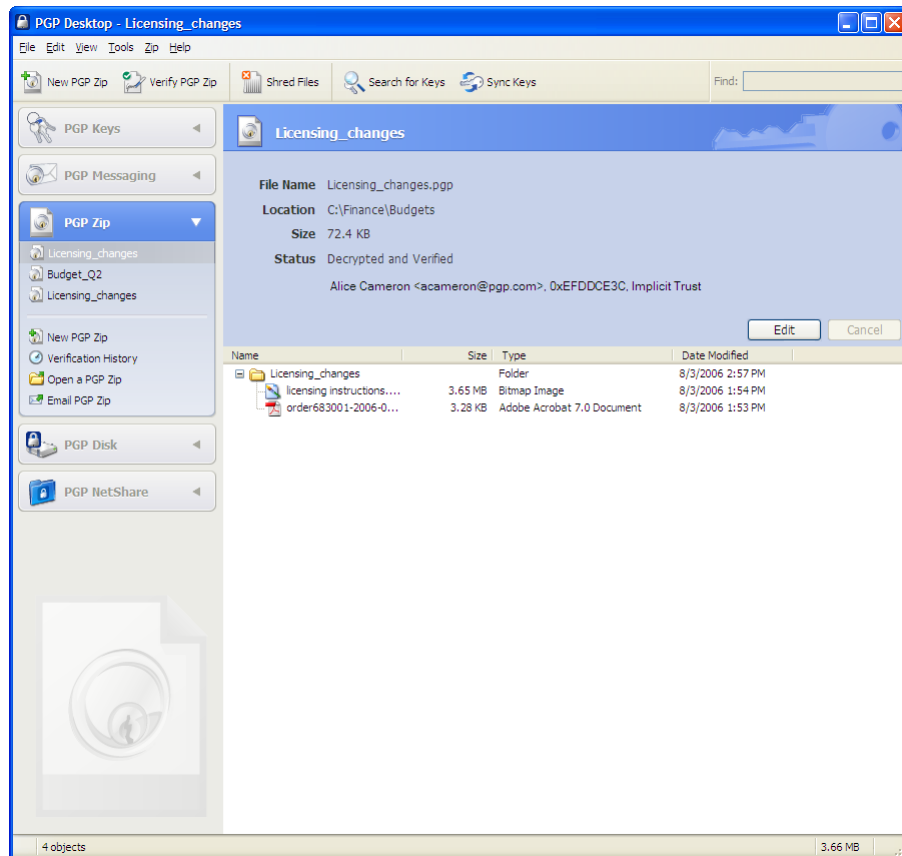 PGP Desktop - Licensing_changes
File Edit View Tools Zip Help
New PGP Zip Verify PGP Zip Shred Files Search for Keys Sync Keys Find:
PGP Keys
PGP Messaging
PGP Zip
Licensing_changes
Budget_Q2
Licensing_changes
New PGP Zip
Verification History
Open a PGP Zip
Email PGP Zip
PGP Disk
PGP NetShare
Licensing_changes
File Name Licensing_changes.pgp
Location C:\Finance\Budgets
Size 72.4 KB
Status Decrypted and Verified
Alice Cameron <acameron@pgp.com>, 0xEFDDCE3C, Implicit Trust
Edit Cancel
Name Size Type Date Modified
Licensing_changes Folder 8/3/2006 2:57 PM
licensing instructions.... 3.65 MB Bitmap Image 8/3/2006 1:54 PM
order683001-2006-0... 3.28 KB Adobe Acrobat 7.0 Document 8/3/2006 1:53 PM
4 objects 3.66 MB